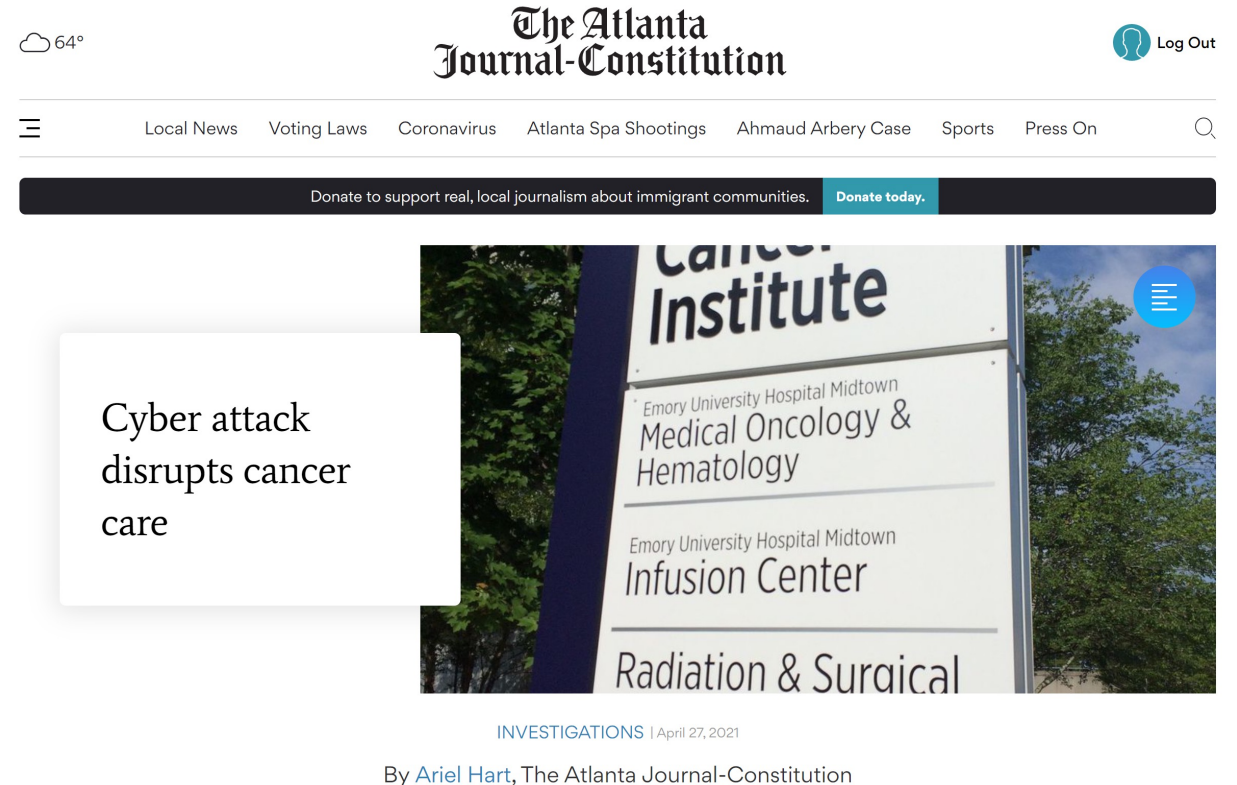 64°
The Atlanta
Journal-Constitution
Log Out
Local News Voting Laws Coronavirus Atlanta Spa Shootings Ahmaud Arbery Case Sports Press On
Donate to support real, local journalism about immigrant communities. Donate today.
Cancer
Institute
Emory University Hospital Midtown
Medical Oncology &
Hematology
Emory University Hospital Midtown
Infusion Center
Radiation & Surgical
Cyber attack
disrupts cancer
care
INVESTIGATIONS | April 27, 2021
By Ariel Hart, The Atlanta Journal-Constitution